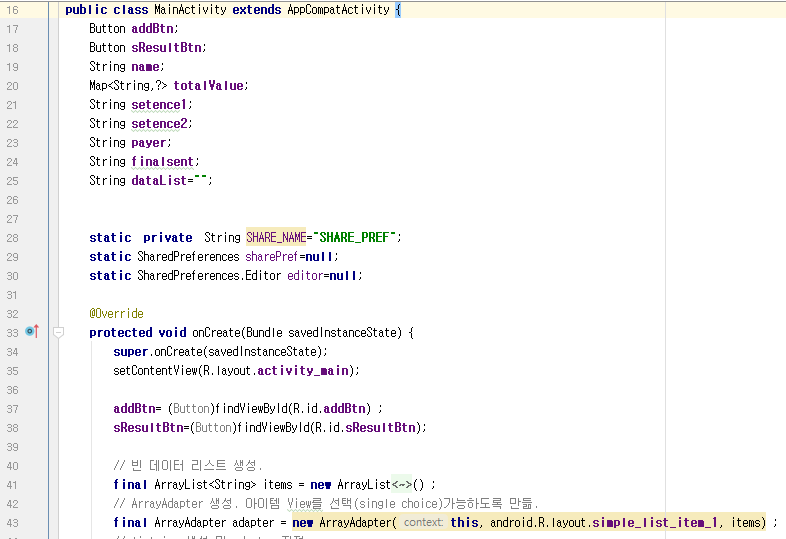 16 public class MainActivity extends AppCompatActivity {
17 Button addBtn;
18 Button sResultBtn;
19 String name;
20 Map<String,?> totalValue;
21 String setence1;
22 String setence2;
23 String payer;
24 String finalsent;
25 String dataList="";
26
27
28 static  private  String SHARE_NAME="SHARE_PREF";
29 static SharedPreferences sharePref=null;
30 static SharedPreferences.Editor editor=null;
31
32 @Override
33 protected void onCreate(Bundle savedInstanceState) {
34 super.onCreate(savedInstanceState);
35 setContentView(R.layout.activity_main);
36
37 addBtn= (Button)findViewById(R.id.addBtn) ;
38 sResultBtn=(Button)findViewById(R.id.sResultBtn);
39
40 // 빈 데이터 리스트 생성.
41 final ArrayList<String> items = new ArrayList<~>() ;
42 // ArrayAdapter 생성. 아이템 View를 선택(single choice)가능하도록 만듦.
43 final ArrayAdapter adapter = new ArrayAdapter( context: this, android.R.layout.simple_list_item_1, items) ;